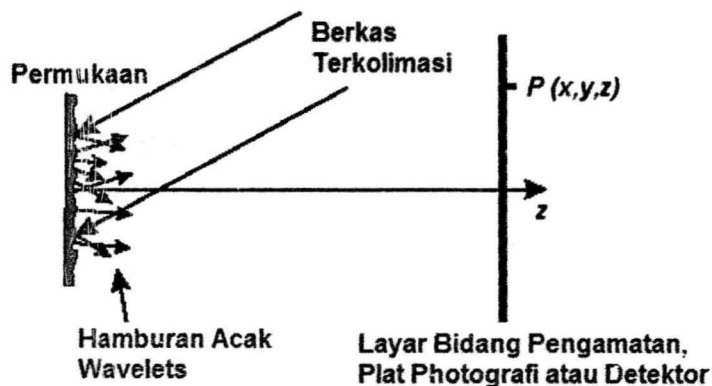 Berkas
Terkolimasi
Permukaan
P (x,y,z)
z
Hamburan Acak
Wavelets
Layar Bidang Pengamatan,
Plat Photografi atau Detektor